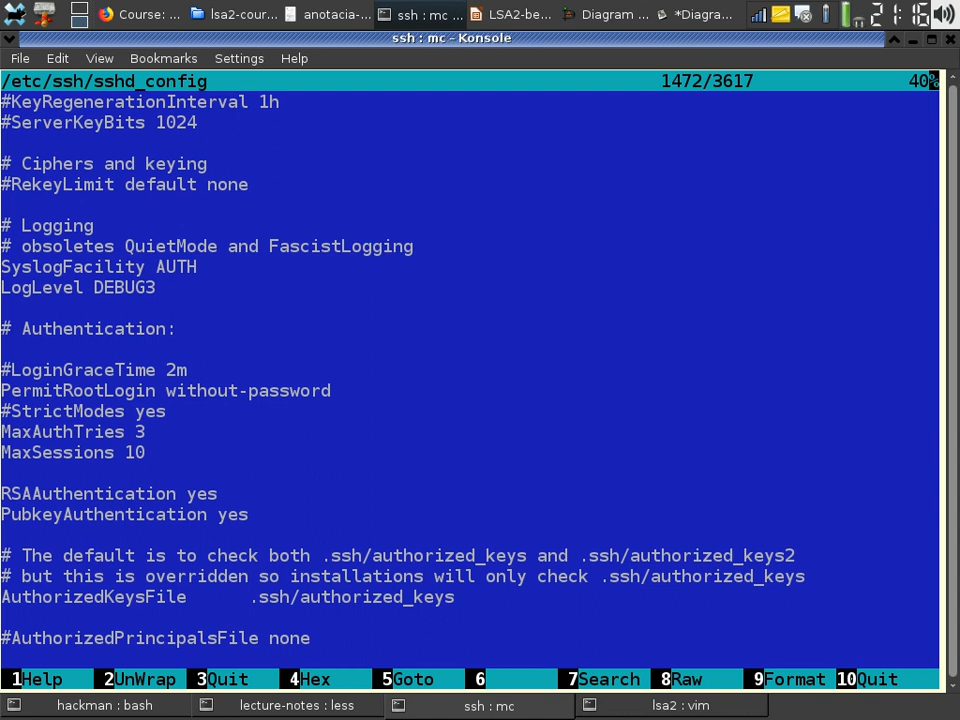 Course: ...
lsa2-cour...
anotacia-...
ssh : mc ...
LSA2-be...
Diagram ...
*Diagra...
21:16
ssh : mc - Konsole
File Edit View Bookmarks Settings Help
/etc/ssh/sshd_config 1472/3617 40%
#KeyRegenerationInterval 1h
#ServerKeyBits 1024
# Ciphers and keying
#RekeyLimit default none
# Logging
# obsoletes QuietMode and FascistLogging
SyslogFacility AUTH
LogLevel DEBUG3
# Authentication:
#LoginGraceTime 2m
PermitRootLogin without-password
#StrictModes yes
MaxAuthTries 3
MaxSessions 10
RSAAuthentication yes
PubkeyAuthentication yes
# The default is to check both .ssh/authorized_keys and .ssh/authorized_keys2
# but this is overridden so installations will only check .ssh/authorized_keys
AuthorizedKeysFile .ssh/authorized_keys
#AuthorizedPrincipalsFile none
1Help 2UnWrap 3Quit 4Hex 5Goto 6 7Search 8Raw 9Format 10Quit
hackman : bash
lecture-notes : less
ssh : mc
lsa2 : vim